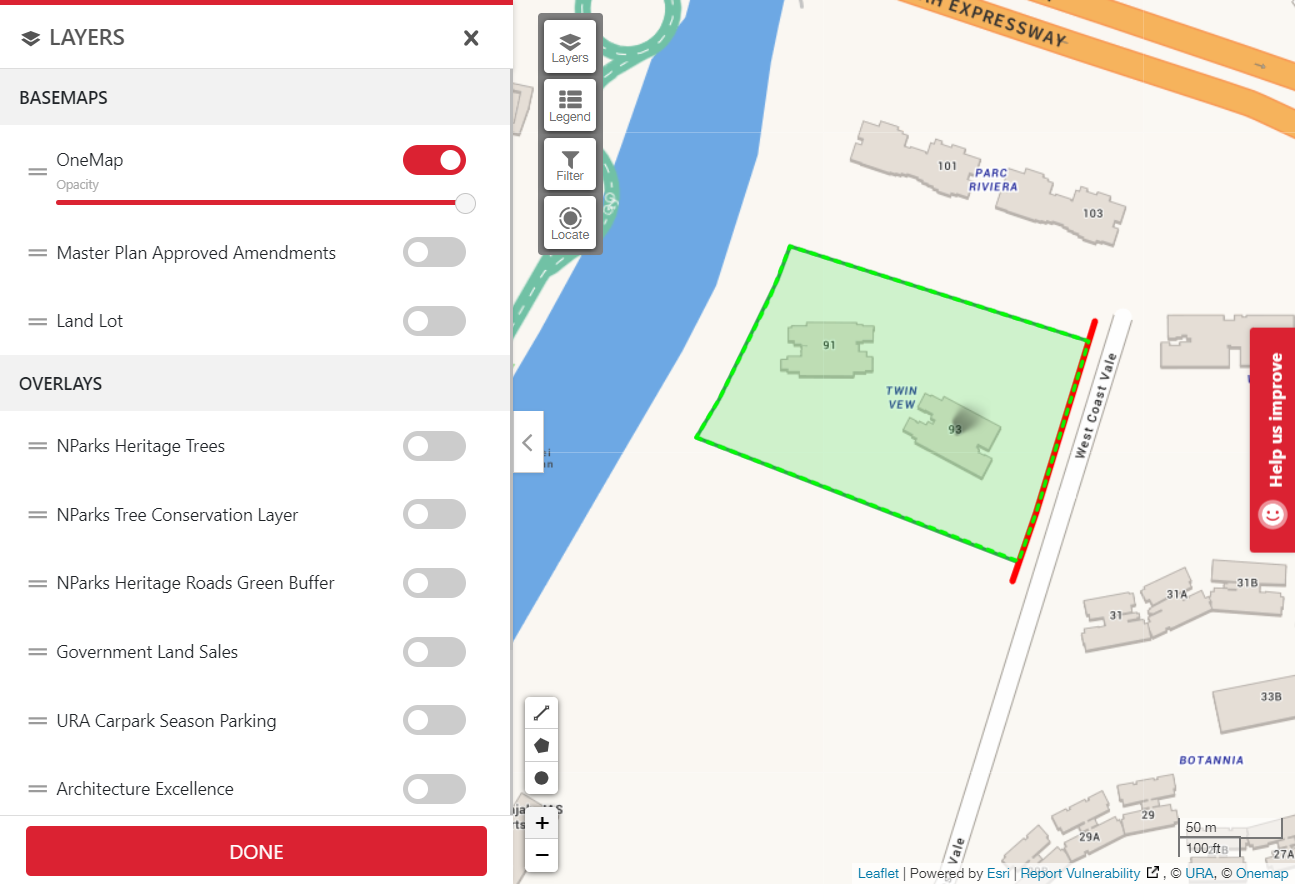 LAYERS
BASEMAPS
OneMap
Opacity
Master Plan Approved Amendments
Land Lot
OVERLAYS
NParks Heritage Trees
NParks Tree Conservation Layer
NParks Heritage Roads Green Buffer
Government Land Sales
URA Carpark Season Parking
Architecture Excellence
DONE
Layers
Legend
Filter
Locate
EXPRESSWAY
101
PARC
RIVIERA
103
91
TWIN
VEW
93
West Coast Vale
Help us improve
31
31A
31B
33B
BOTANNIA
29
29A
27A
Vale
+
−
50 m
100 ft
Leaflet | Powered by Esri | Report Vulnerability , © URA, © Onemap